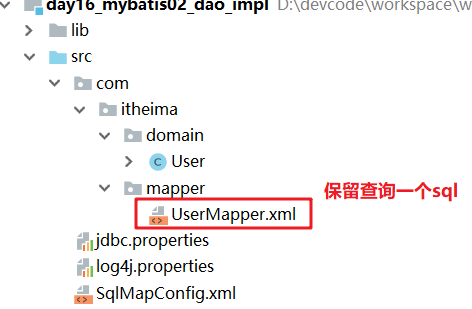 day16_mybatis02_dao_impl D:\devcode\workspace\w
lib
src
com
itheima
domain
C User
mapper
保留查询一个sql
UserMapper.xml
jdbc.properties
log4j.properties
SqlMapConfig.xml